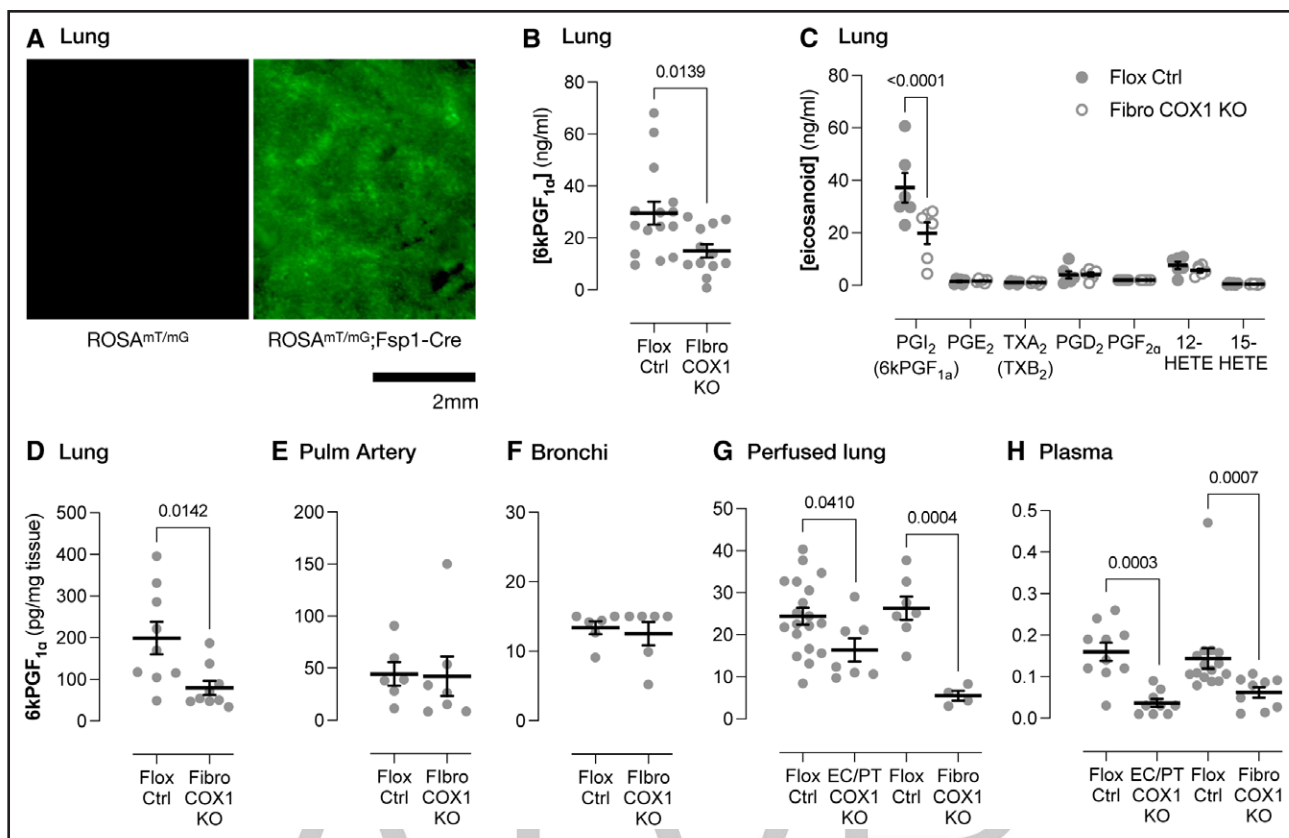 A Lung
ROSAmT/mG
ROSAmT/mG;Fsp1-Cre
2mm
B Lung
0.0139
[6kPGF1α] (ng/ml)
80
60
40
20
0
Flox
Ctrl
FIbro
COX1
KO
C Lung
Flox Ctrl
Fibro COX1 KO
<0.0001
[eicosanoid] (ng/ml)
80
60
40
20
0
PGI2
(6kPGF1a)
PGE2
TXA2
(TXB2)
PGD2
PGF2α
12-
HETE
15-
HETE
D Lung
0.0142
6kPGF1α (pg/mg tissue)
500
400
300
200
100
0
Flox
Ctrl
Fibro
COX1
KO
E Pulm Artery
200
150
100
50
0
Flox
Ctrl
FIbro
COX1
KO
F Bronchi
30
20
10
0
Flox
Ctrl
FIbro
COX1
KO
G Perfused lung
0.0410
0.0004
50
40
30
20
10
0
Flox
Ctrl
EC/PT
COX1
KO
Flox
Ctrl
Fibro
COX1
KO
H Plasma
0.0003
0.0007
0.5
0.4
0.3
0.2
0.1
0.0
Flox
Ctrl
EC/PT
COX1
KO
Flox
Ctrl
Fibro
COX1
KO